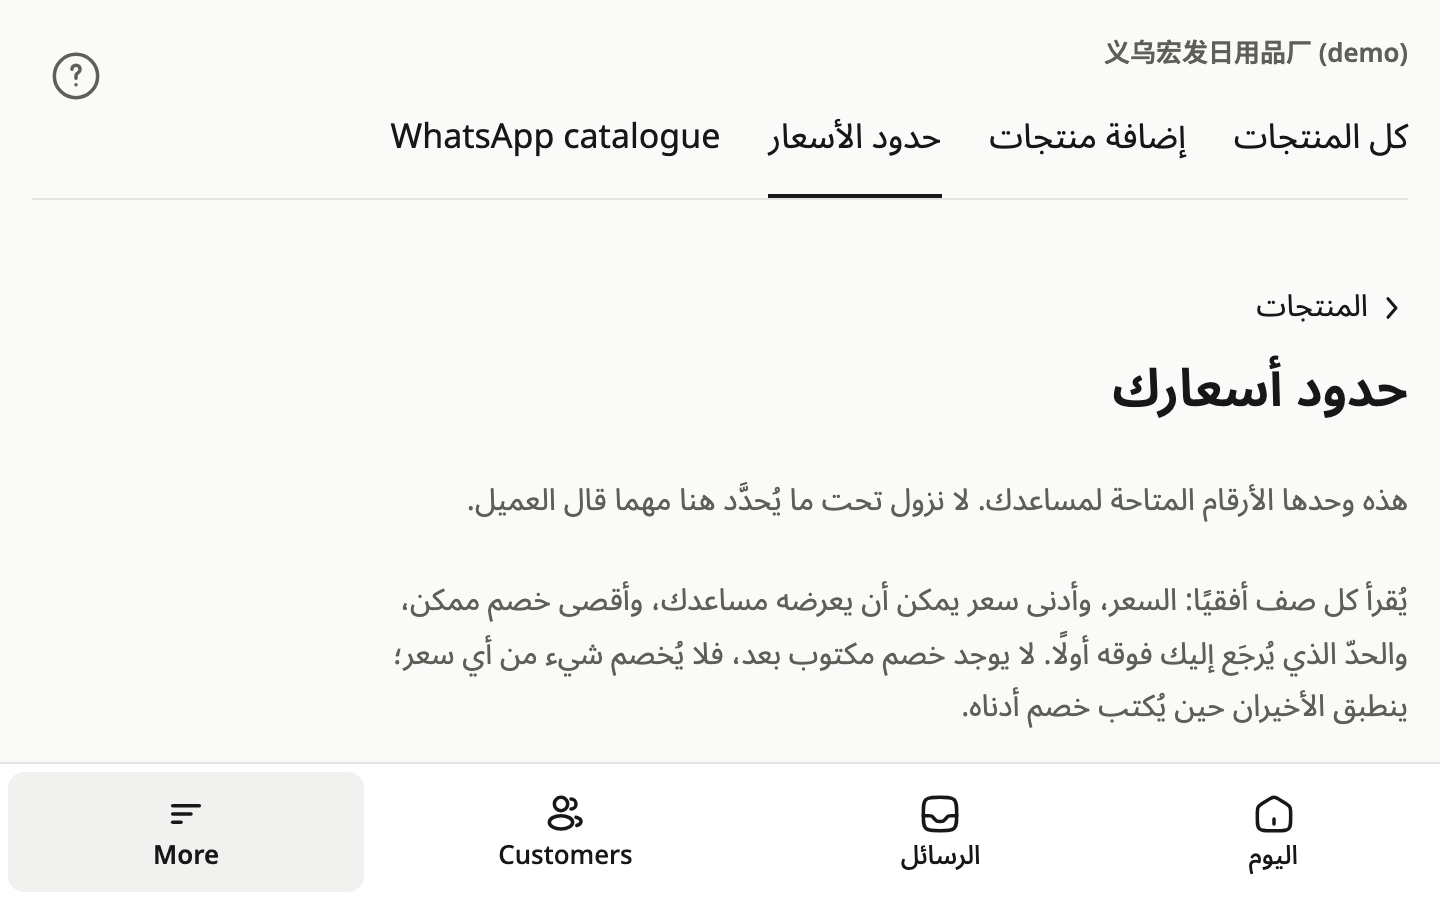 义乌宏发日用品厂 (demo)
كل المنتجات
إضافة منتجات
حدود الأسعار
WhatsApp catalogue
المنتجات
حدود أسعارك
هذه وحدها الأرقام المتاحة لمساعدك. لا نزول تحت ما يُحدَّد هنا مهما قال العميل.
يُقرأ كل صف أفقيًا: السعر، وأدنى سعر يمكن أن يعرضه مساعدك، وأقصى خصم ممكن،
والحدّ الذي يُرجَع إليك فوقه أولًا. لا يوجد خصم مكتوب بعد، فلا يُخصم شيء من أي سعر؛
ينطبق الأخيران حين يُكتب خصم أدناه.
اليوم
الرسائل
Customers
More